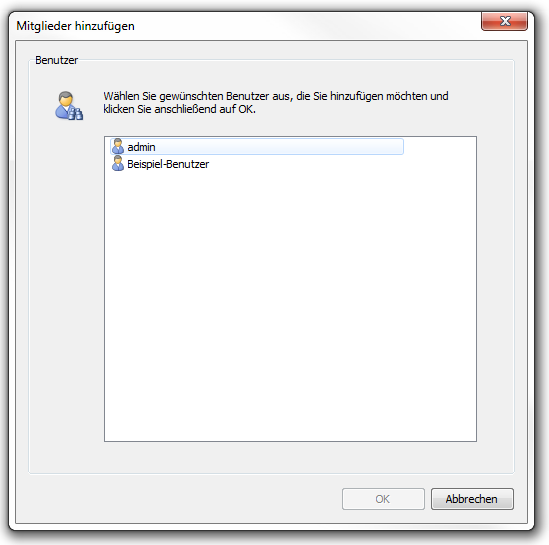 Mitglieder hinzufügen
Benutzer
Wählen Sie gewünschten Benutzer aus, die Sie hinzufügen möchten und
klicken Sie anschließend auf OK.
admin
Beispiel-Benutzer
OK
Abbrechen